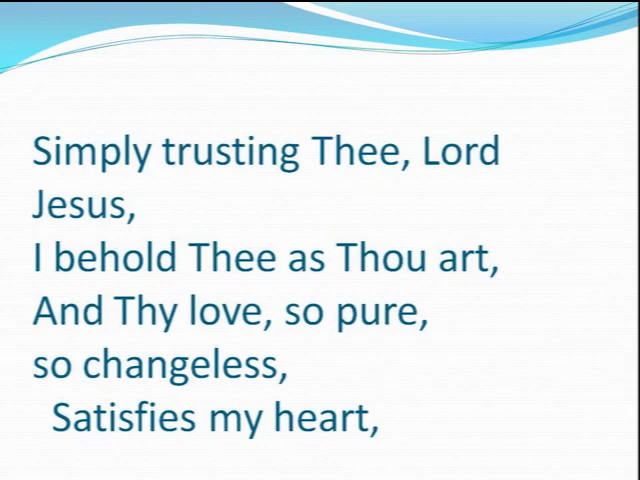 Simply trusting Thee, Lord
Jesus,
I behold Thee as Thou art,
And Thy love, so pure,
so changeless,
Satisfies my heart,